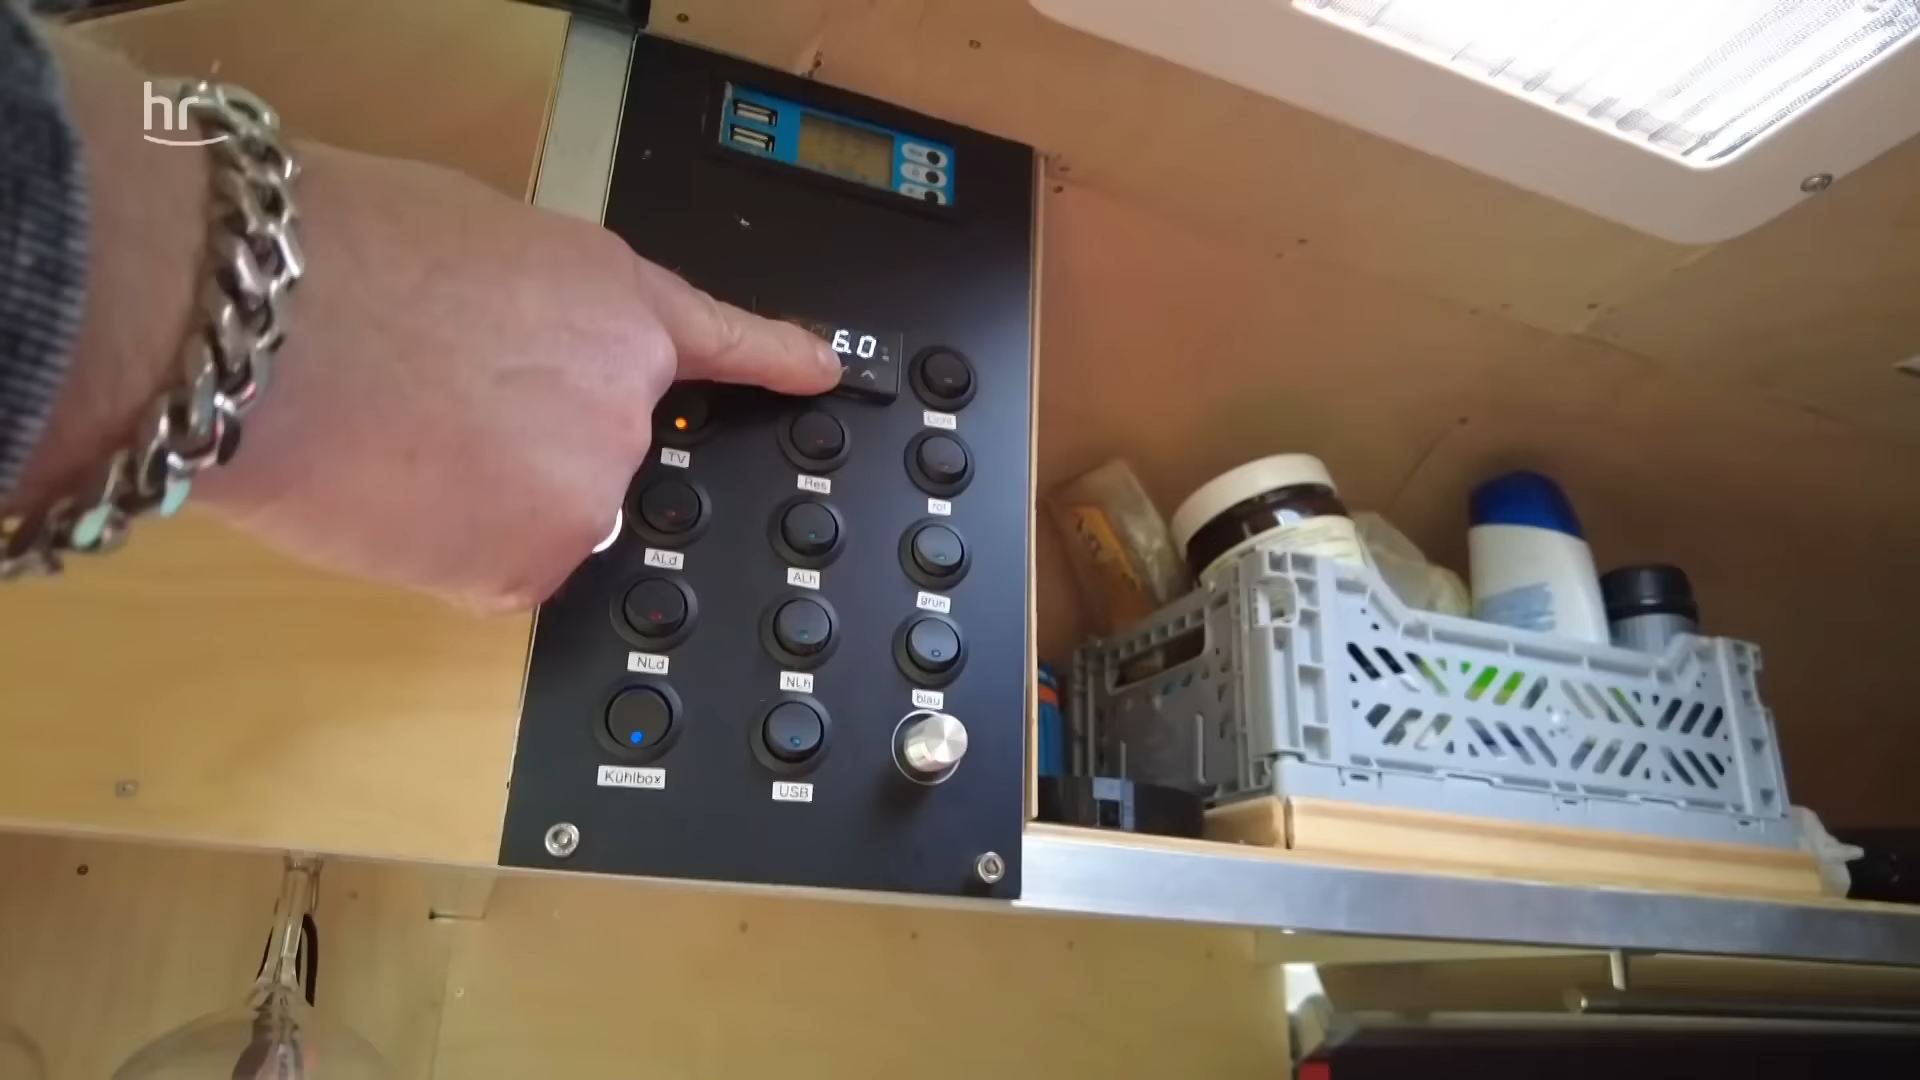 hr
6.0
Licht
TV
Res
rot
ALd
ALh
grün
NLd
NLh
blau
Kühlbox
USB